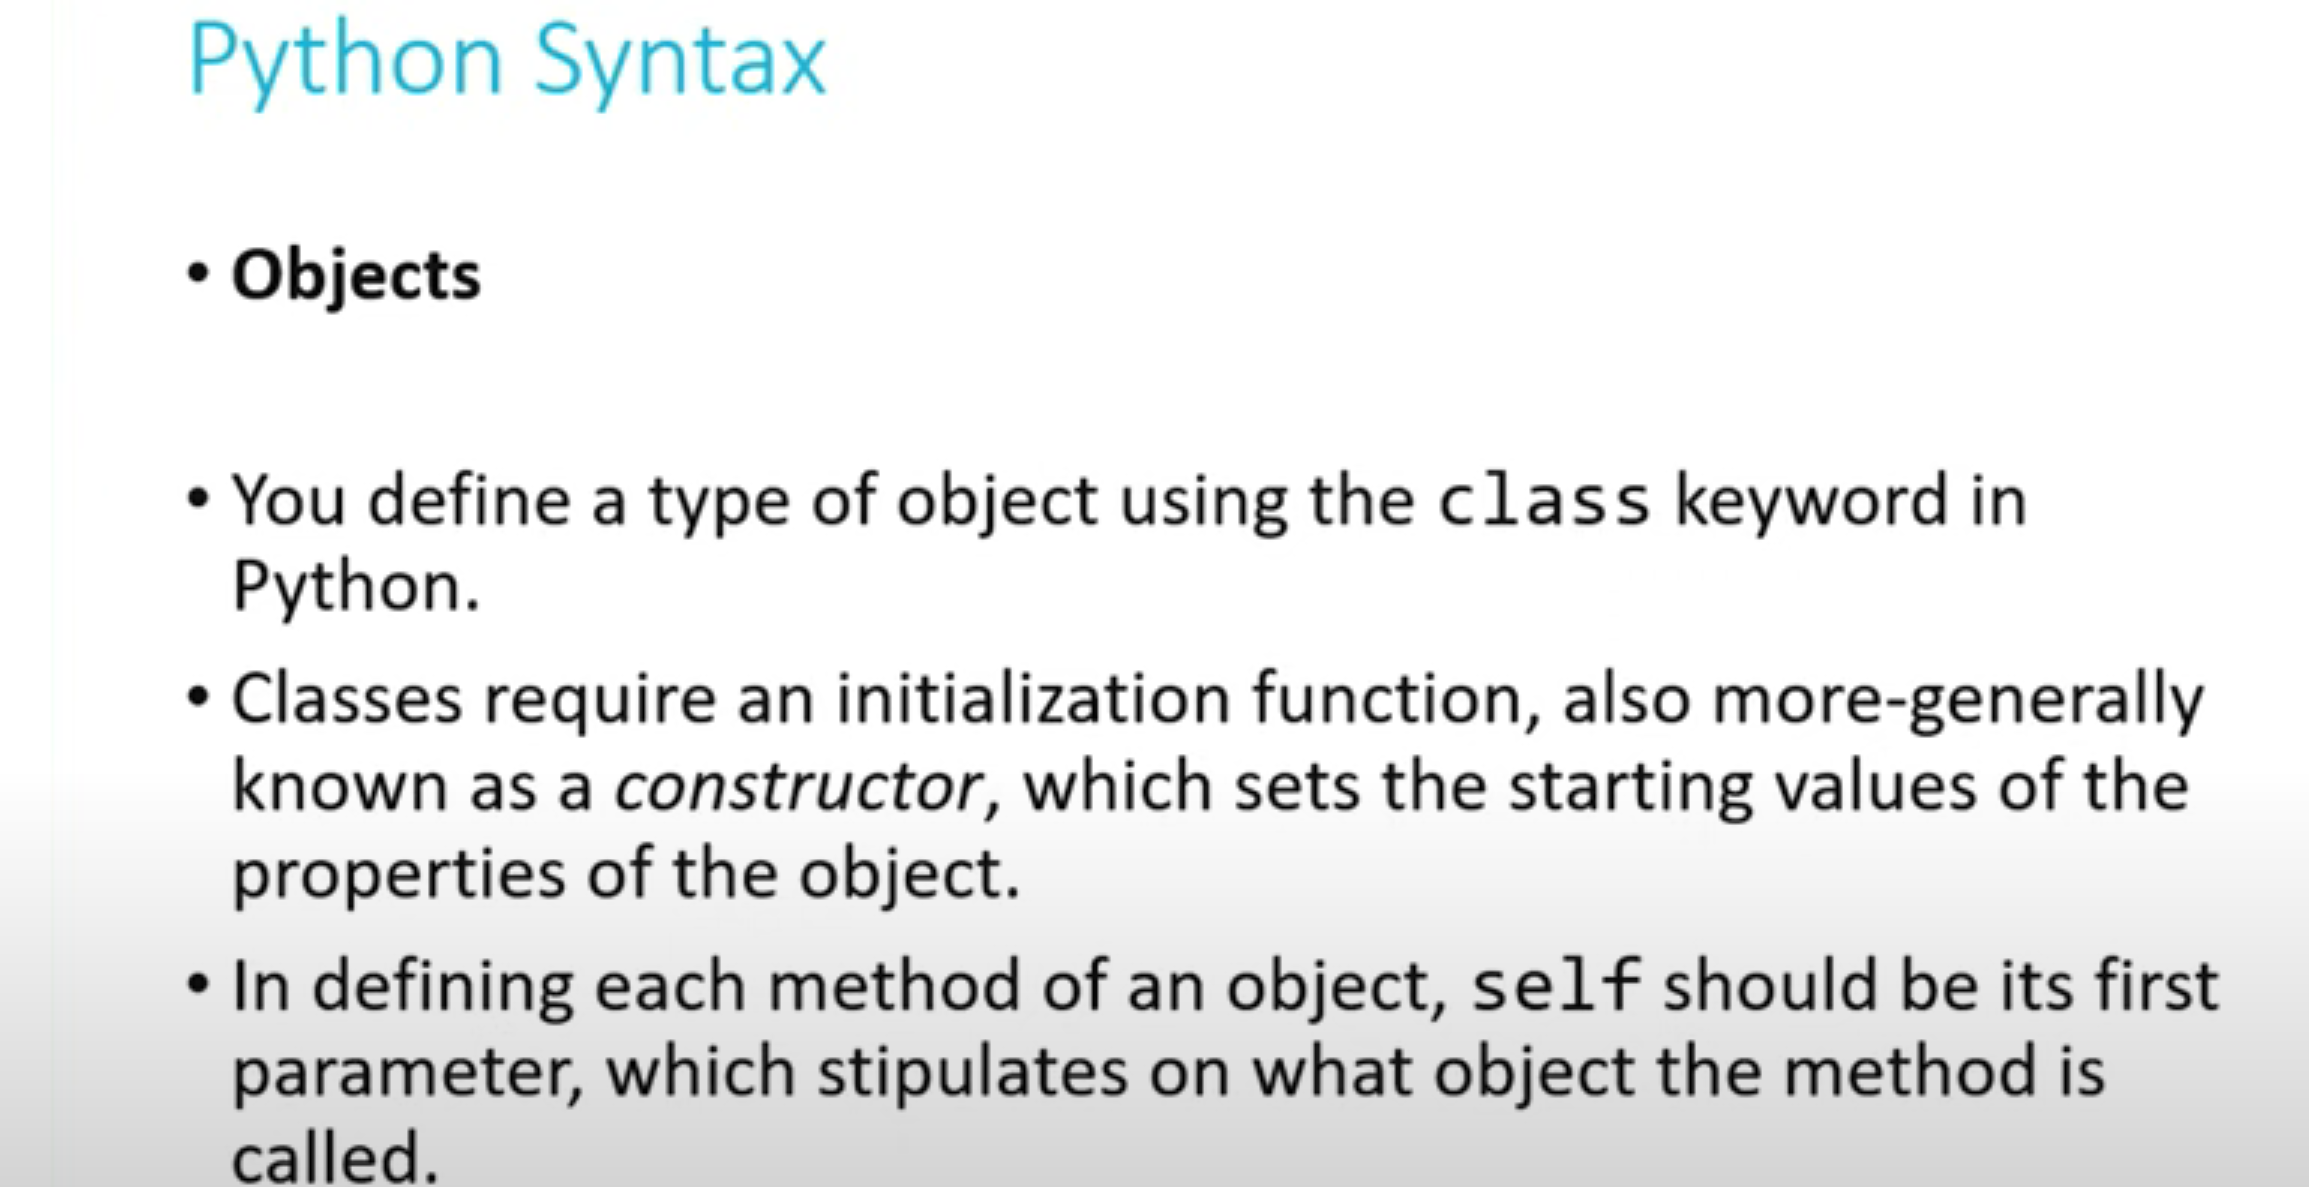 Python Syntax
• Objects
• You define a type of object using the class keyword in
Python.
• Classes require an initialization function, also more-generally
known as a constructor, which sets the starting values of the
properties of the object.
• In defining each method of an object, self should be its first
parameter, which stipulates on what object the method is
called.